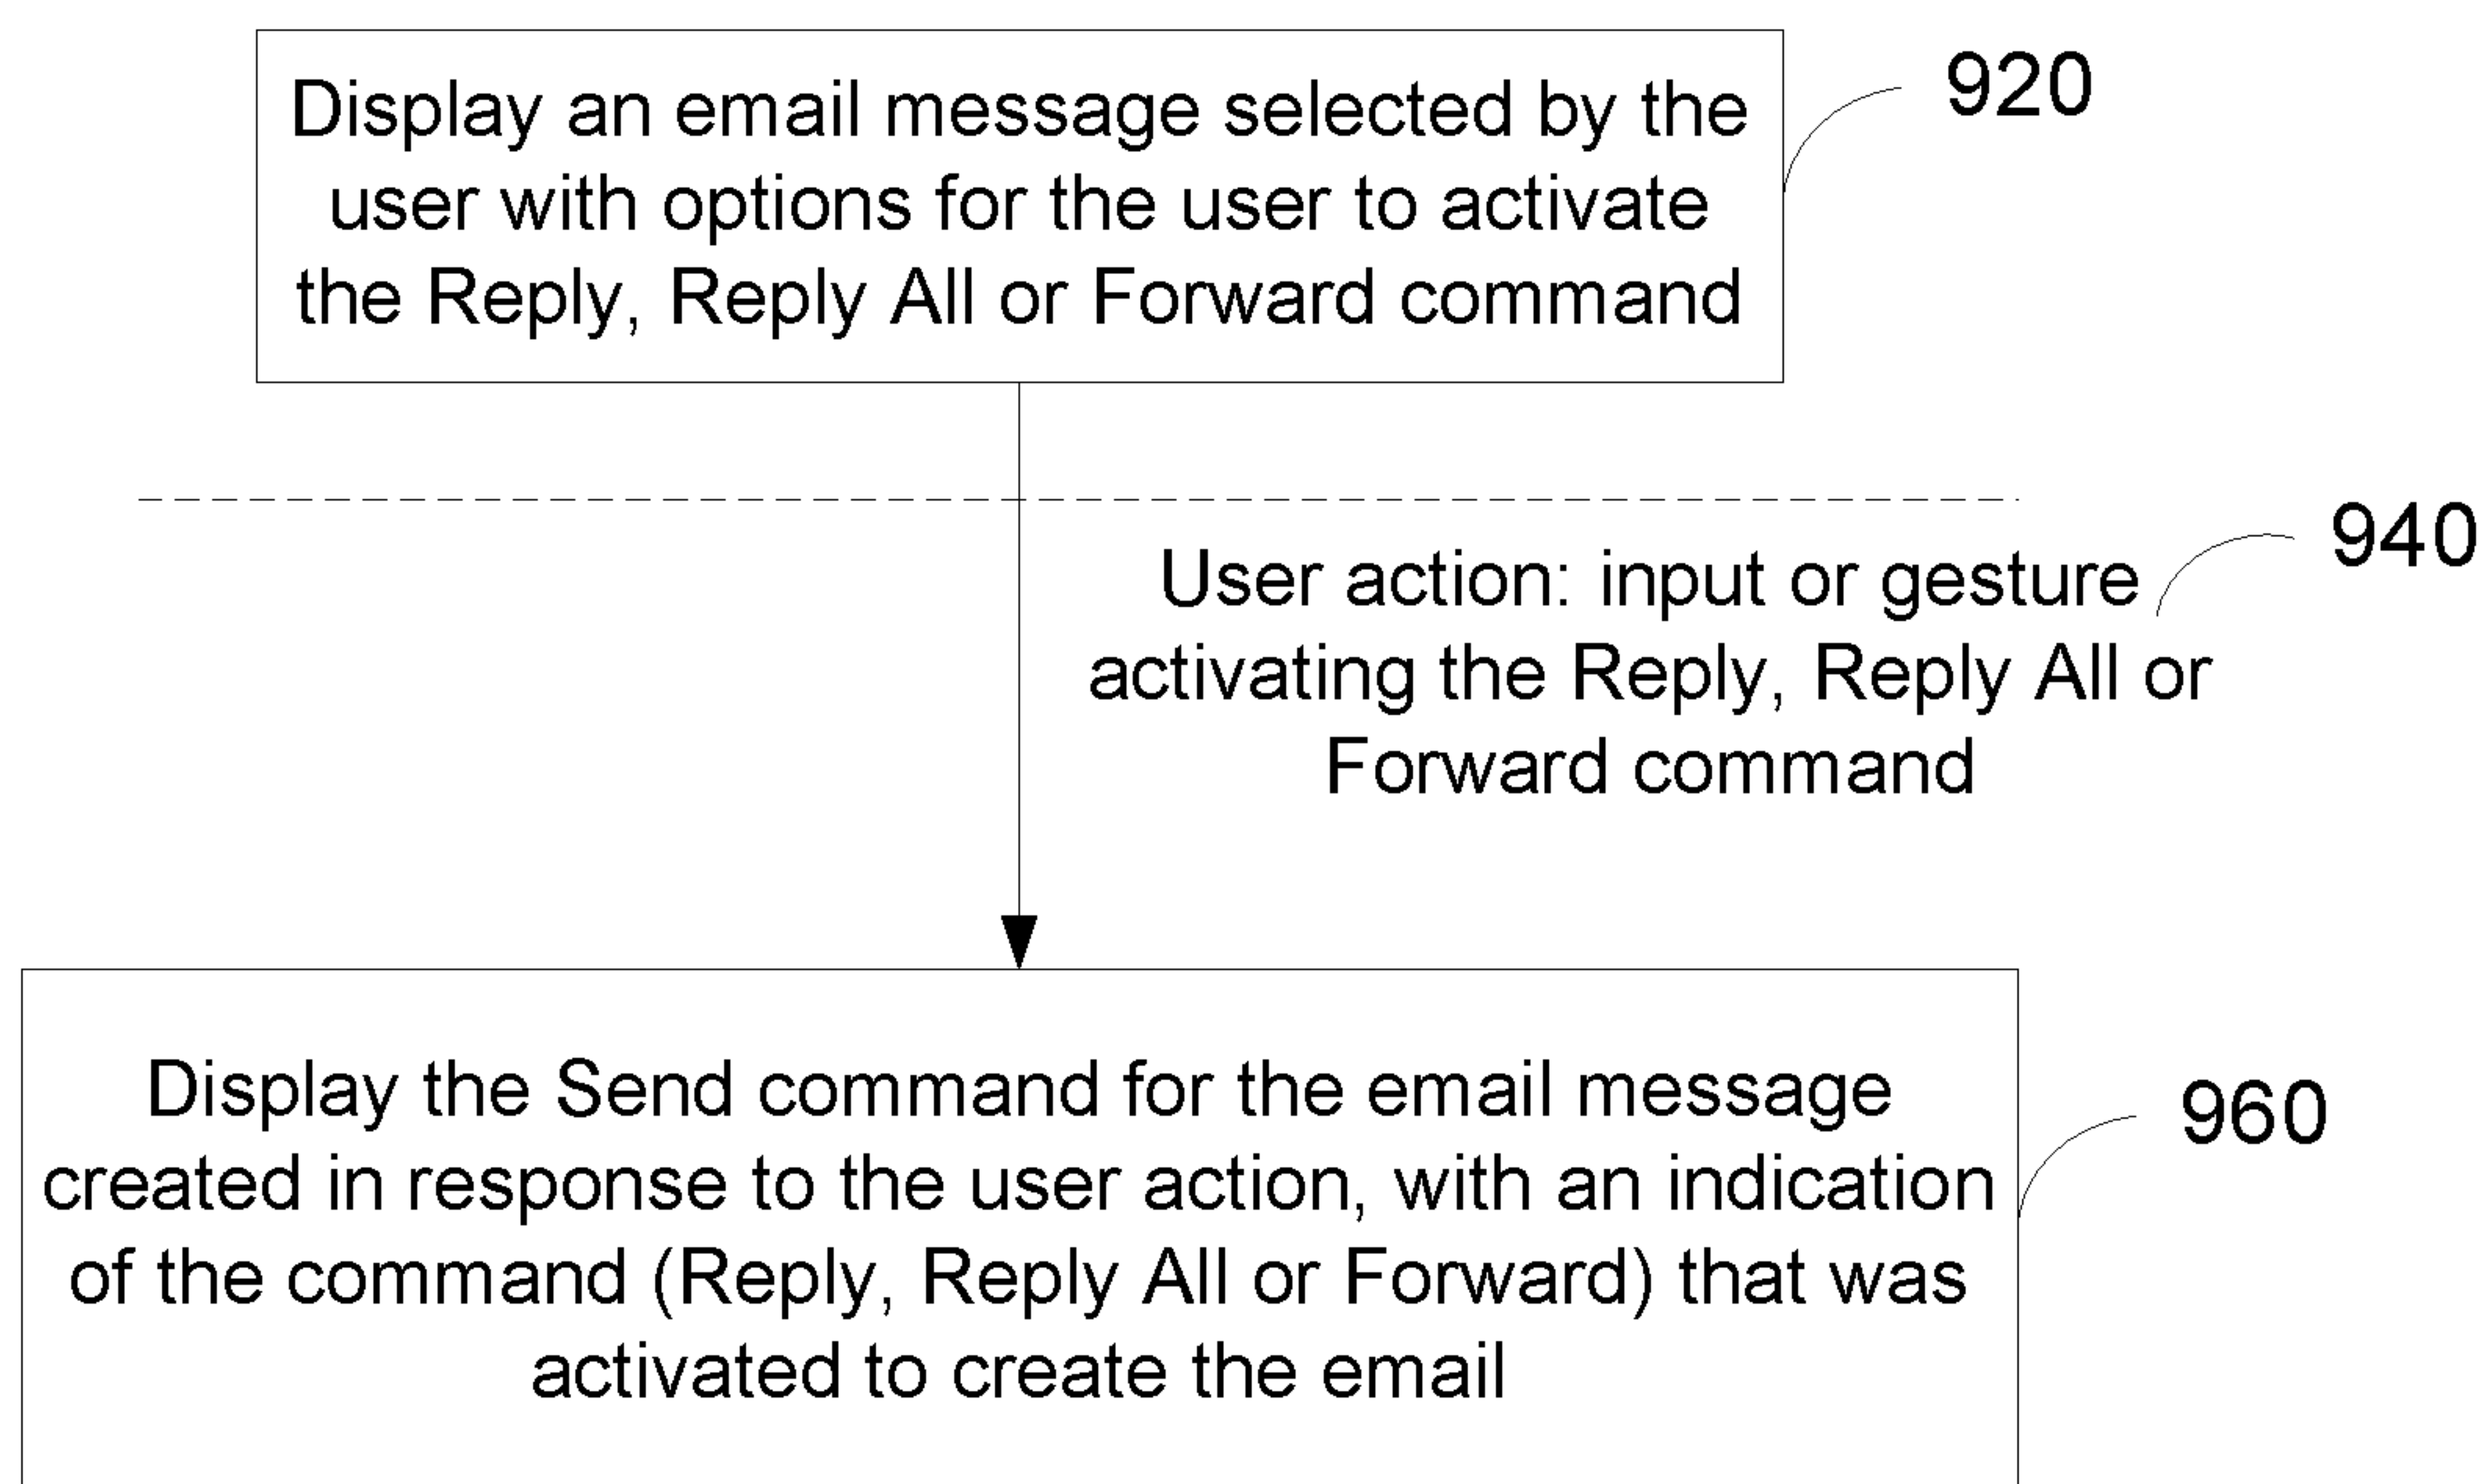 Display an email message selected by the
user with options for the user to activate
the Reply, Reply All or Forward command
920
940
User action: input or gesture
activating the Reply, Reply All or
Forward command
Display the Send command for the email message
created in response to the user action, with an indication
of the command (Reply, Reply All or Forward) that was
activated to create the email
960